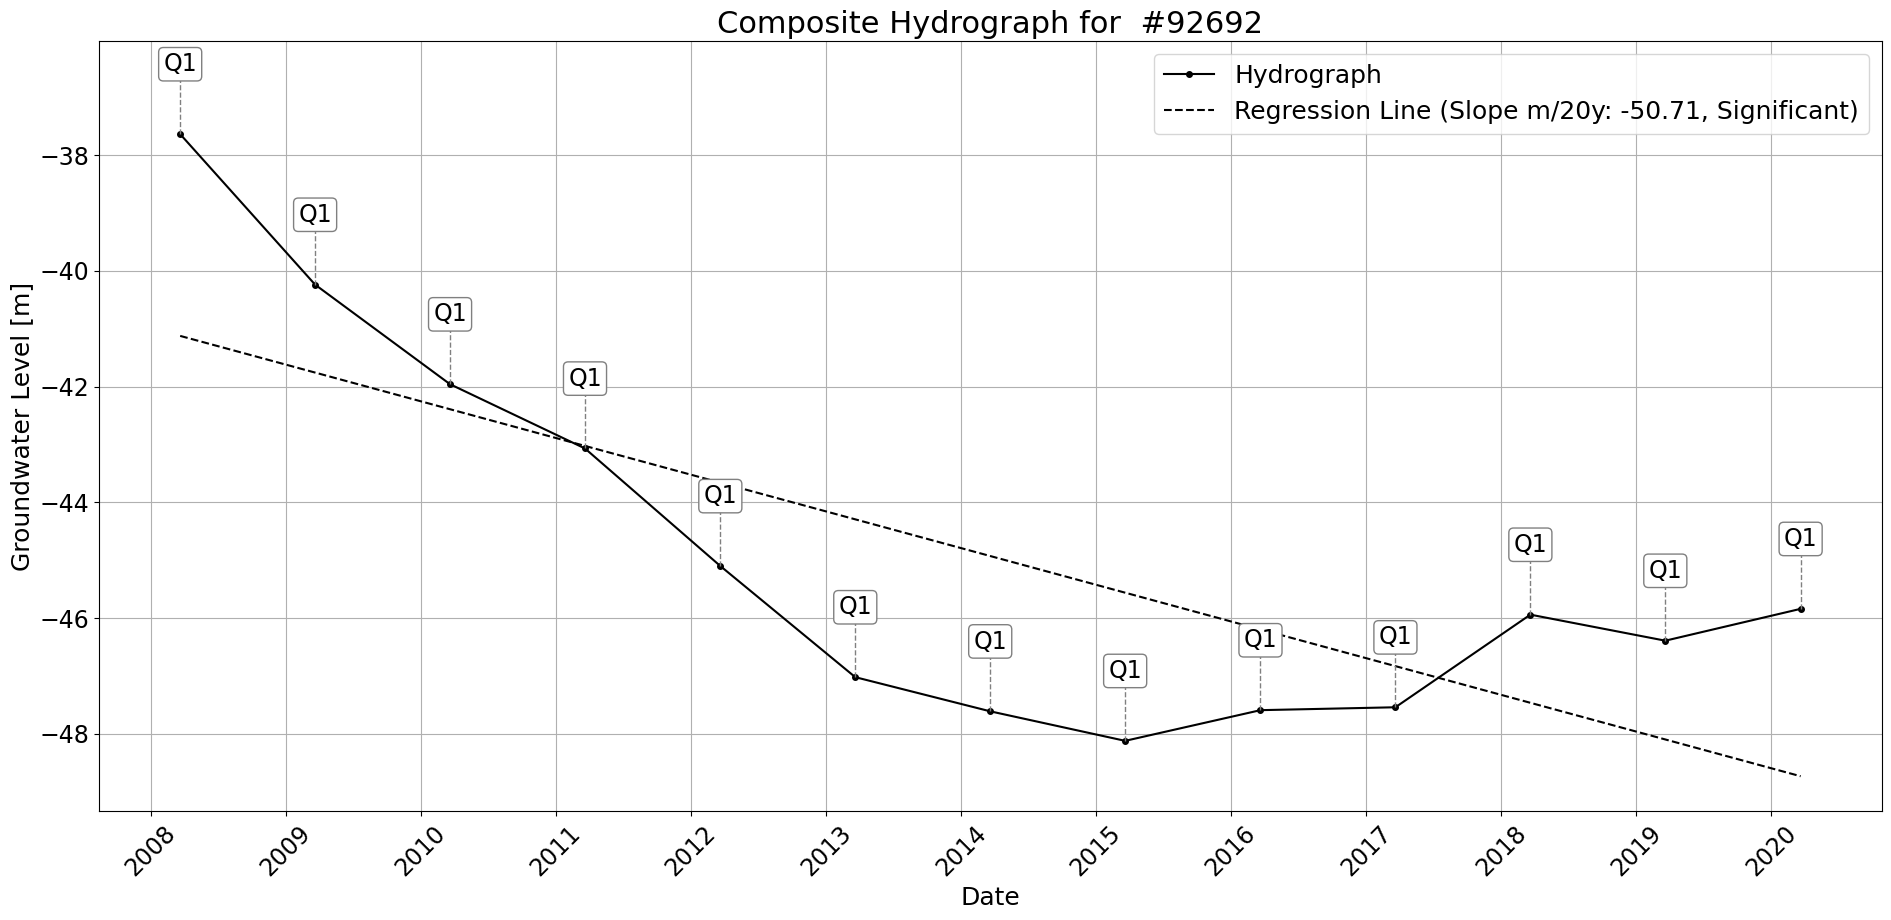 Composite Hydrograph for  #92692
Hydrograph
Regression Line (Slope m/20y: -50.71, Significant)
Q1
Q1
Q1
Q1
Q1
Q1
Q1
Q1
Q1
Q1
Q1
Q1
Q1
Groundwater Level [m]
−38
−40
−42
−44
−46
−48
2008
2009
2010
2011
2012
2013
2014
2015
2016
2017
2018
2019
2020
Date